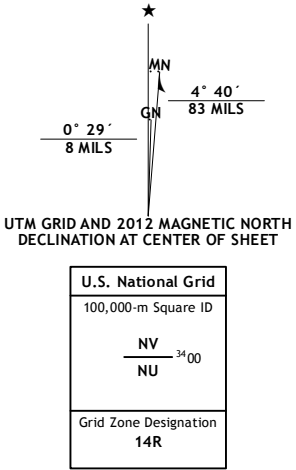 ★
MN
4° 40´
83 MILS
GN
0° 29´
8 MILS
UTM GRID AND 2012 MAGNETIC NORTH
DECLINATION AT CENTER OF SHEET
U.S. National Grid
100,000-m Square ID
NV
³⁴00
NU
Grid Zone Designation
14R